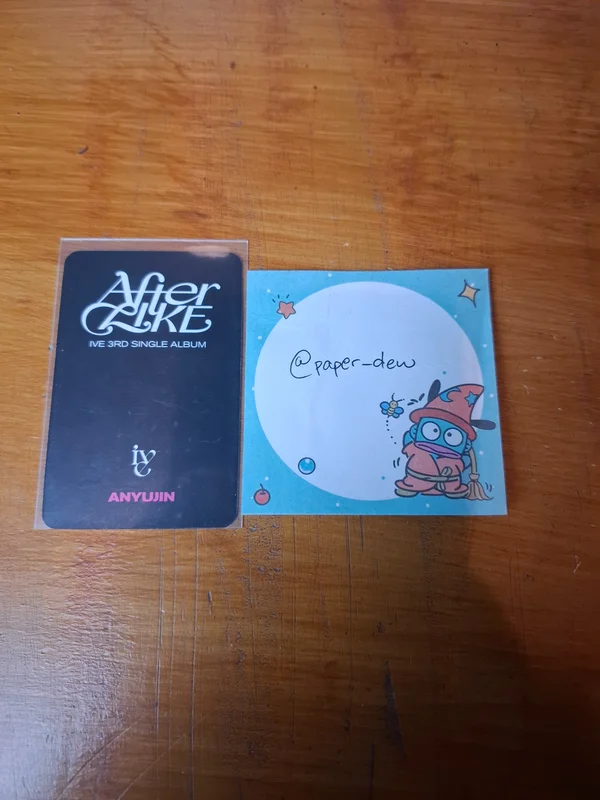 After
LIKE
IVE 3RD SINGLE ALBUM
ive
ANYUJIN
@paper_dew